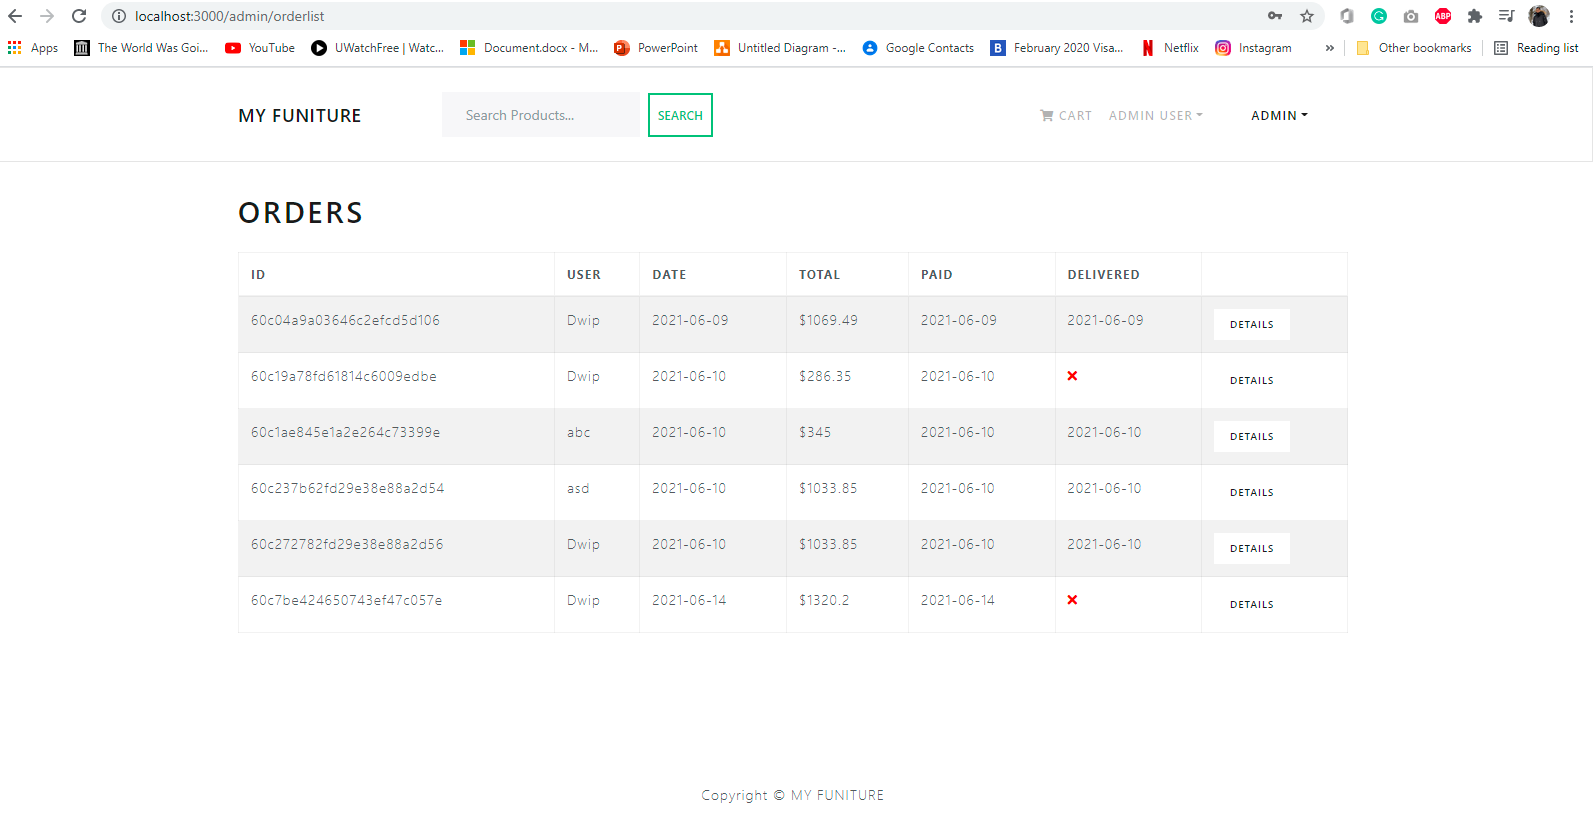 localhost:3000/admin/orderlist
Apps The World Was Goi... YouTube UWatchFree | Watc... Document.docx - M... PowerPoint Untitled Diagram -... Google Contacts February 2020 Visa... Netflix Instagram » Other bookmarks Reading list
MY FUNITURE Search Products... SEARCH CART ADMIN USER ADMIN
ORDERS
ID USER DATE TOTAL PAID DELIVERED
60c04a9a03646c2efcd5d106 Dwip 2021-06-09 $1069.49 2021-06-09 2021-06-09 DETAILS
60c19a78fd61814c6009edbe Dwip 2021-06-10 $286.35 2021-06-10 DETAILS
60c1ae845e1a2e264c73399e abc 2021-06-10 $345 2021-06-10 2021-06-10 DETAILS
60c237b62fd29e38e88a2d54 asd 2021-06-10 $1033.85 2021-06-10 2021-06-10 DETAILS
60c272782fd29e38e88a2d56 Dwip 2021-06-10 $1033.85 2021-06-10 2021-06-10 DETAILS
60c7be424650743ef47c057e Dwip 2021-06-14 $1320.2 2021-06-14 DETAILS
Copyright © MY FUNITURE